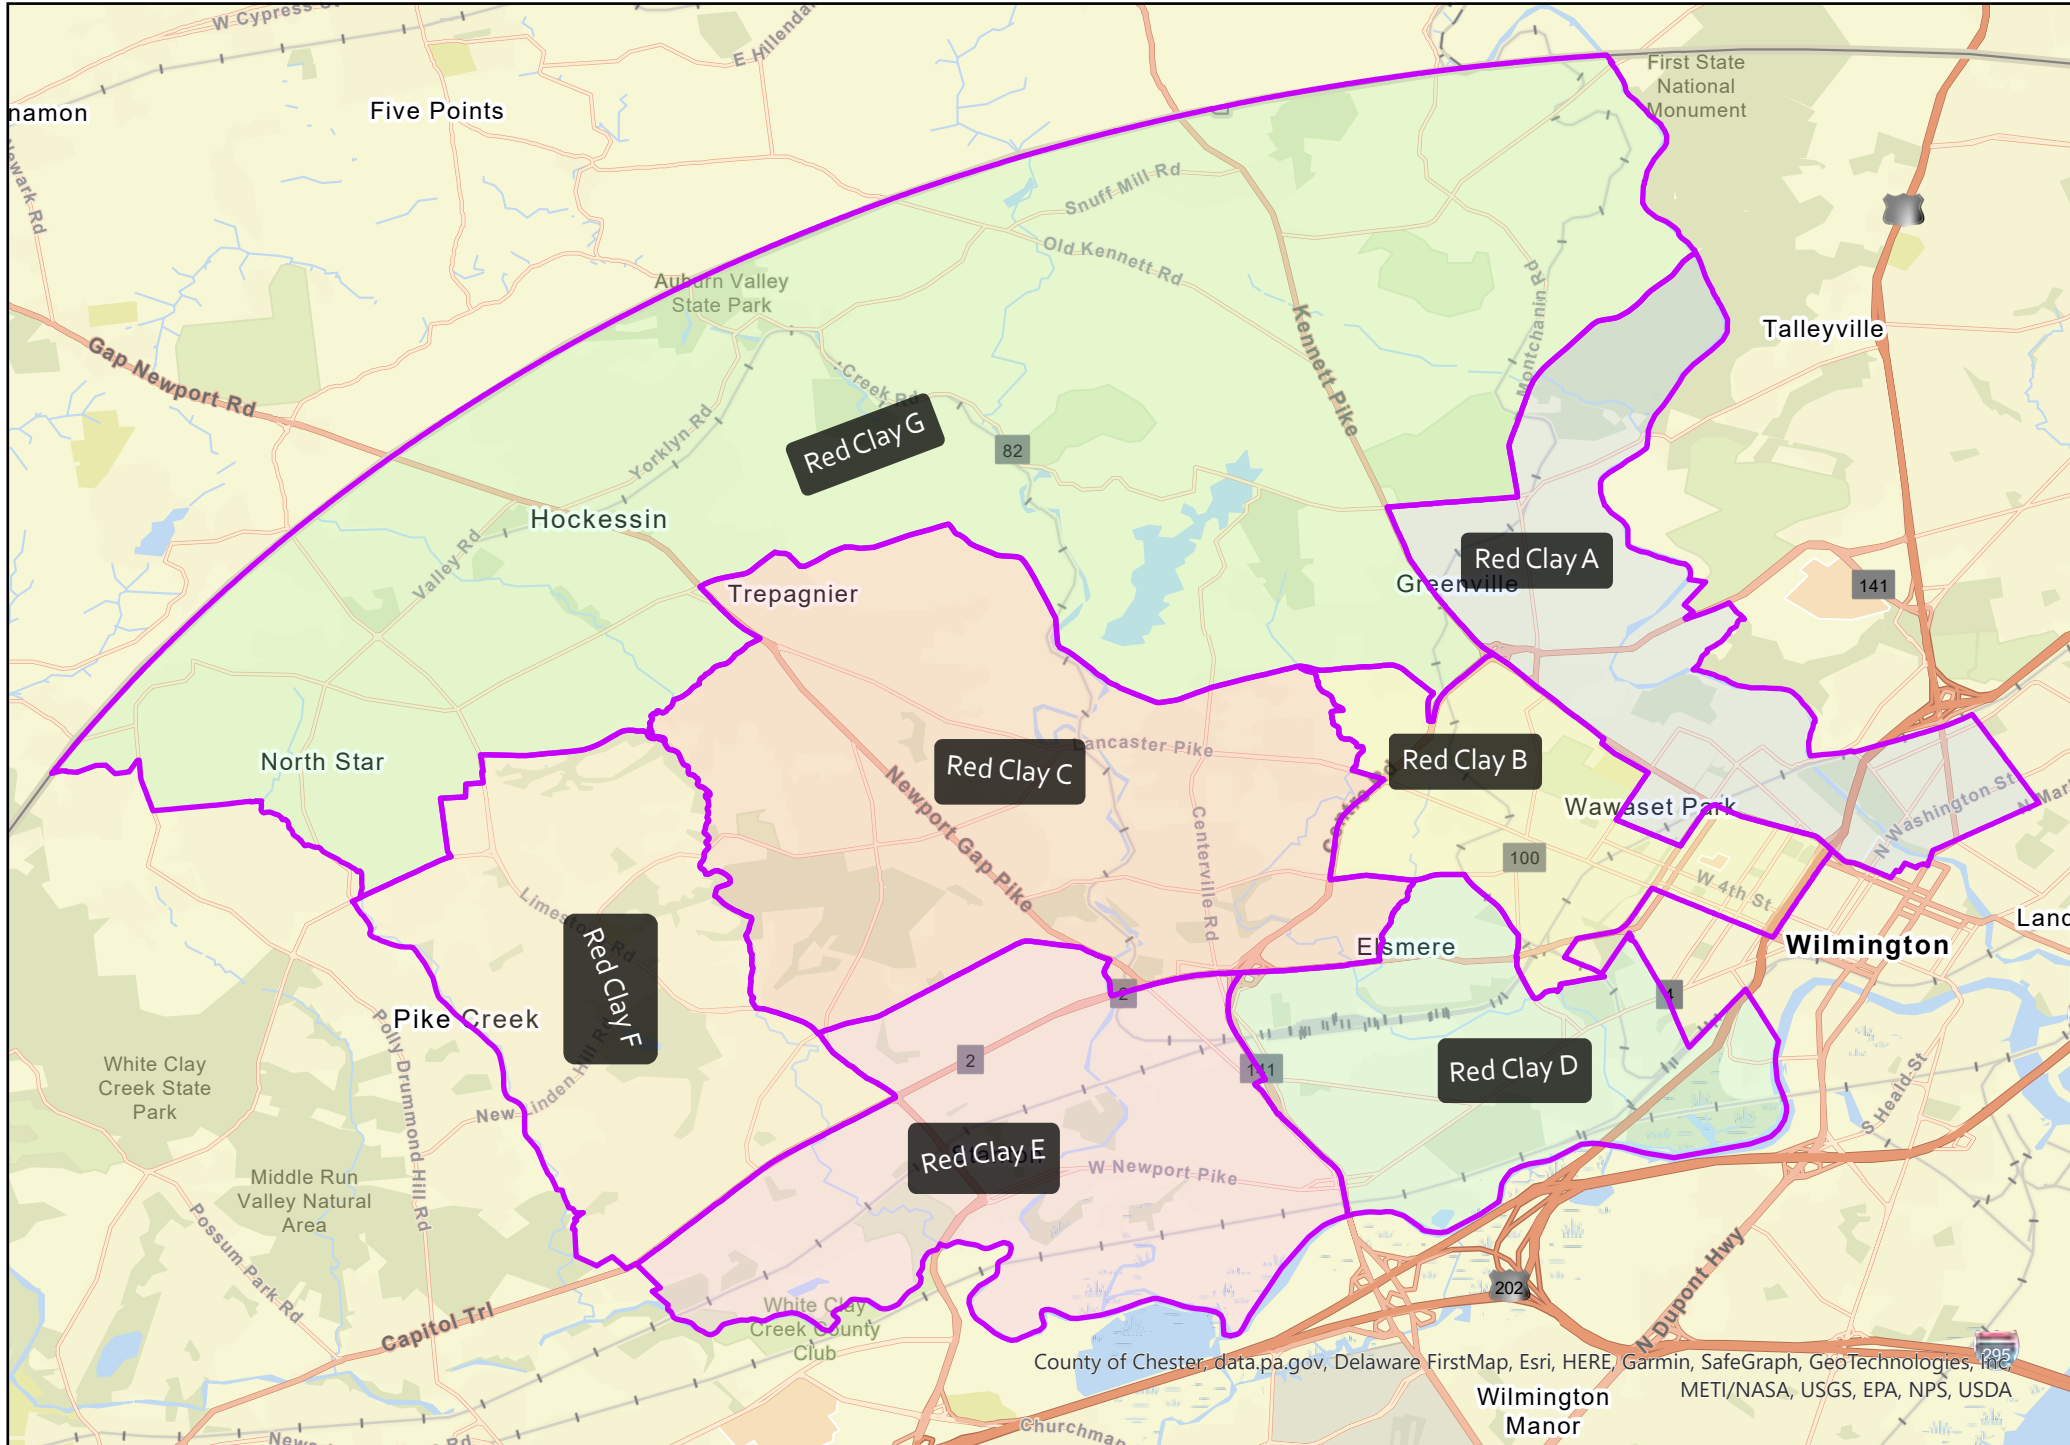 W Cypress S
E Hillenda
First State
National
Monument
namon
Five Points
Newark Rd
Snuff Mill Rd
Old Kennett Rd
Auburn Valley
State Park
Montchanin Rd
Talleyville
Gap Newport Rd
Kennett Pike
Creek Rd
Yorklyn Rd
Red Clay G
82
Hockessin
Valley Rd
Red Clay A
Greenville
141
Trepagnier
North Star
Lancaster Pike
Red Clay C
Red Clay B
Newport Gap Pike
Centerville Rd
Wawaset Park
N Washington St
N Mar
100
W 4th St
Red Clay F
Elsmere
Wilmington
Lanc
2
4
Pike Creek
Polly Drummond Hill Rd
White Clay
Creek State
Park
New Linden Hill Rd
2
141
Red Clay D
S Heald St
Red Clay E
W Newport Pike
Middle Run
Valley Natural
Area
Possum Park Rd
N Dupont Hwy
202
White Clay
Creek County
Club
Capitol Trl
295
County of Chester, data.pa.gov, Delaware FirstMap, Esri, HERE, Garmin, SafeGraph, GeoTechnologies, Inc,
METI/NASA, USGS, EPA, NPS, USDA
Wilmington
Manor
Churchman
Rd